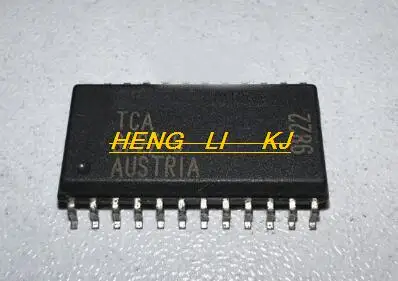 TCA
HENG LI KJ
AUSTRIA
9822